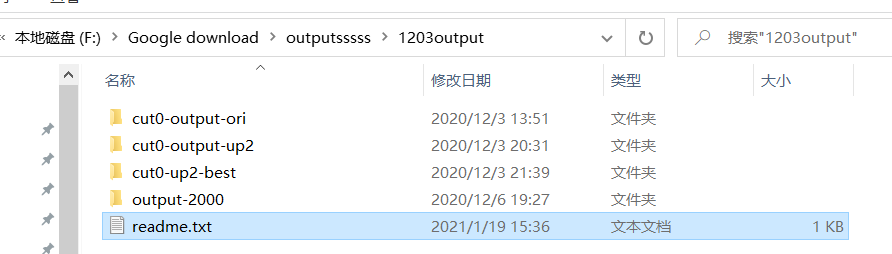 本地磁盘 (F:) Google download outputsssss 1203output 搜索"1203output"
名称 修改日期 类型 大小
cut0-output-ori 2020/12/3 13:51 文件夹
cut0-output-up2 2020/12/3 20:31 文件夹
cut0-up2-best 2020/12/3 21:39 文件夹
output-2000 2020/12/6 19:27 文件夹
readme.txt 2021/1/19 15:36 文本文档 1 KB